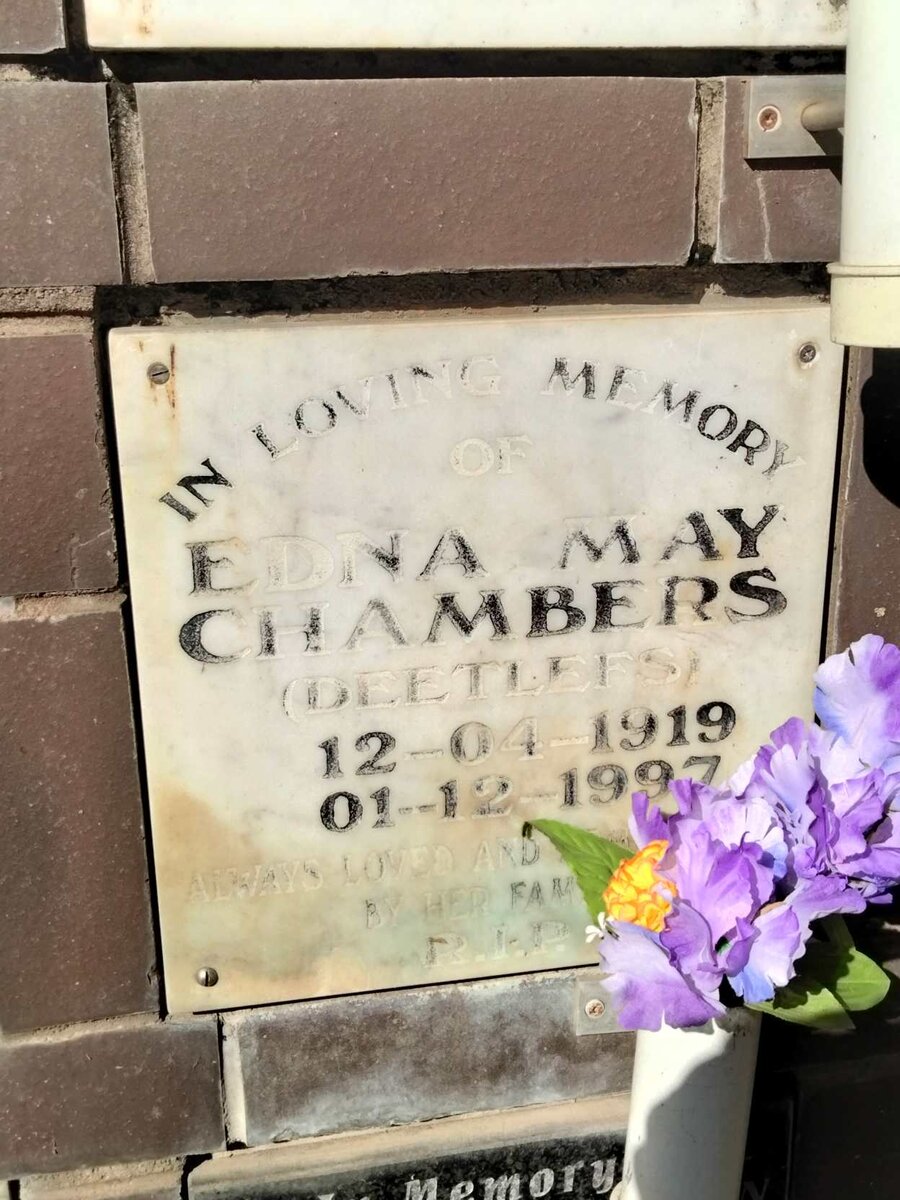 IN LOVING MEMORY
OF
EDNA MAY
CHAMBERS
(DEETLEFS)
12-04-1919
01-12-1997
ALWAYS LOVED AND
BY HER
R.I.P.
Memory